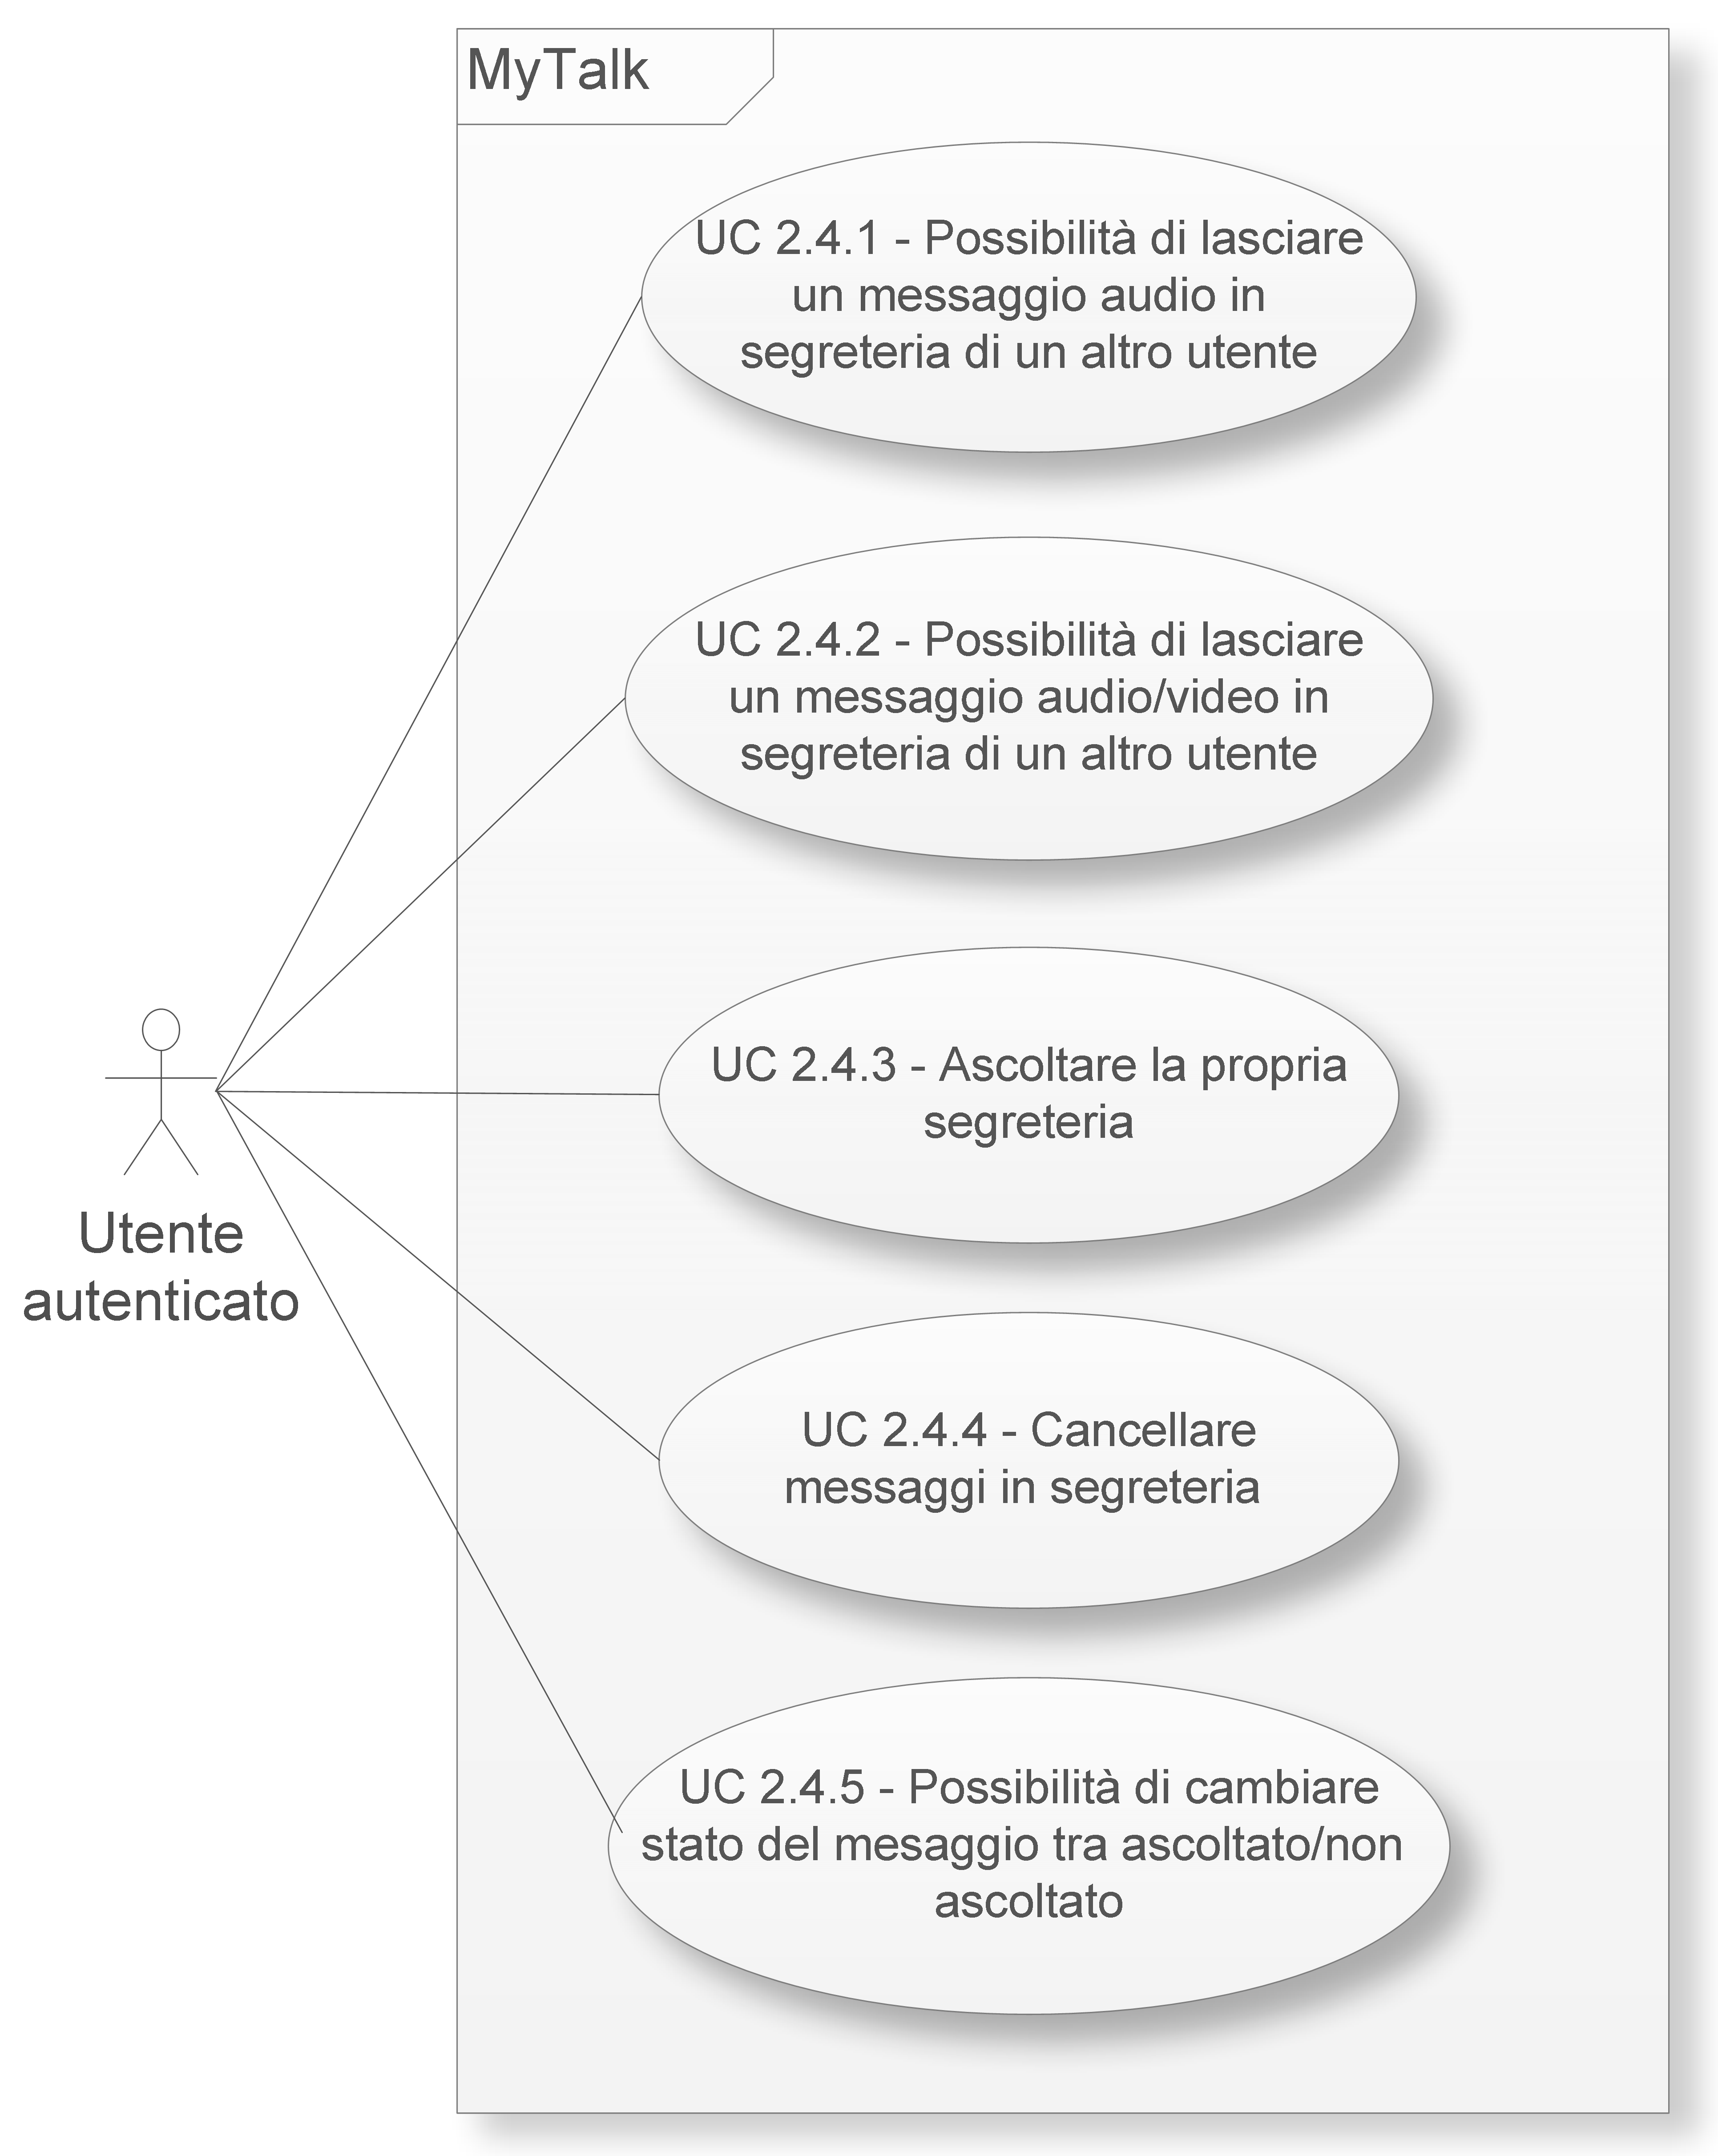 MyTalk
UC 2.4.1 - Possibilità di lasciare
un messaggio audio in
segreteria di un altro utente
UC 2.4.2 - Possibilità di lasciare
un messaggio audio/video in
segreteria di un altro utente
UC 2.4.3 - Ascoltare la propria
segreteria
Utente
autenticato
UC 2.4.4 - Cancellare
messaggi in segreteria
UC 2.4.5 - Possibilità di cambiare
stato del mesaggio tra ascoltato/non
ascoltato